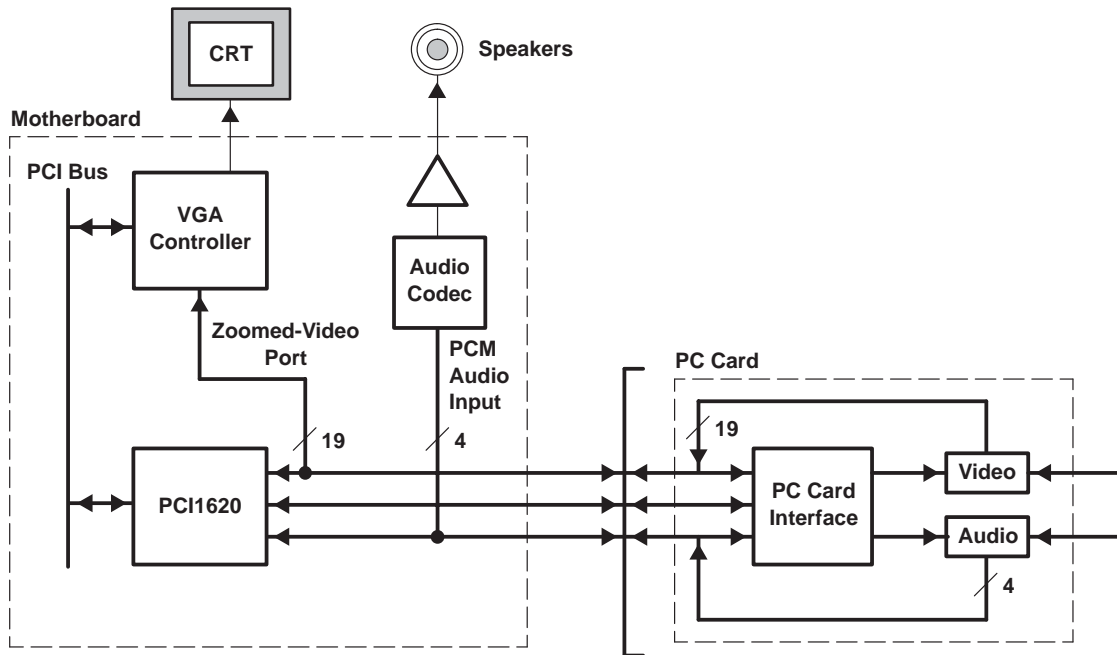 CRT
Speakers
Motherboard
PCI Bus
VGA
Controller
Audio
Codec
Zoomed-Video
Port
PCM
Audio
Input
PC Card
19
4
19
PCI1620
PC Card
Interface
Video
Audio
4